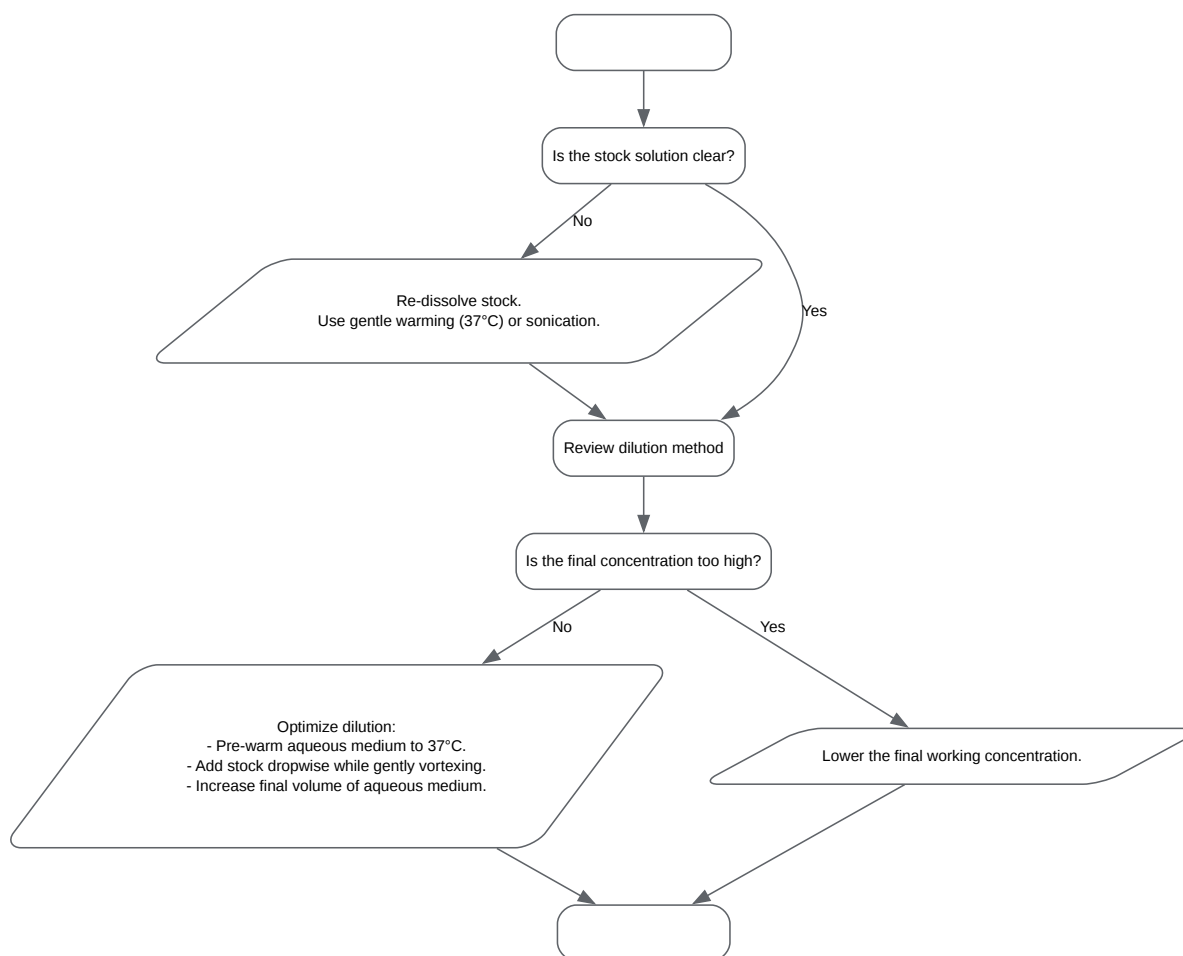 Is the stock solution clear?
No
Re-dissolve stock.
Use gentle warming (37°C) or sonication.
Yes
Review dilution method
Is the final concentration too high?
No
Yes
Optimize dilution:
- Pre-warm aqueous medium to 37°C.
- Add stock dropwise while gently vortexing.
- Increase final volume of aqueous medium.
Lower the final working concentration.